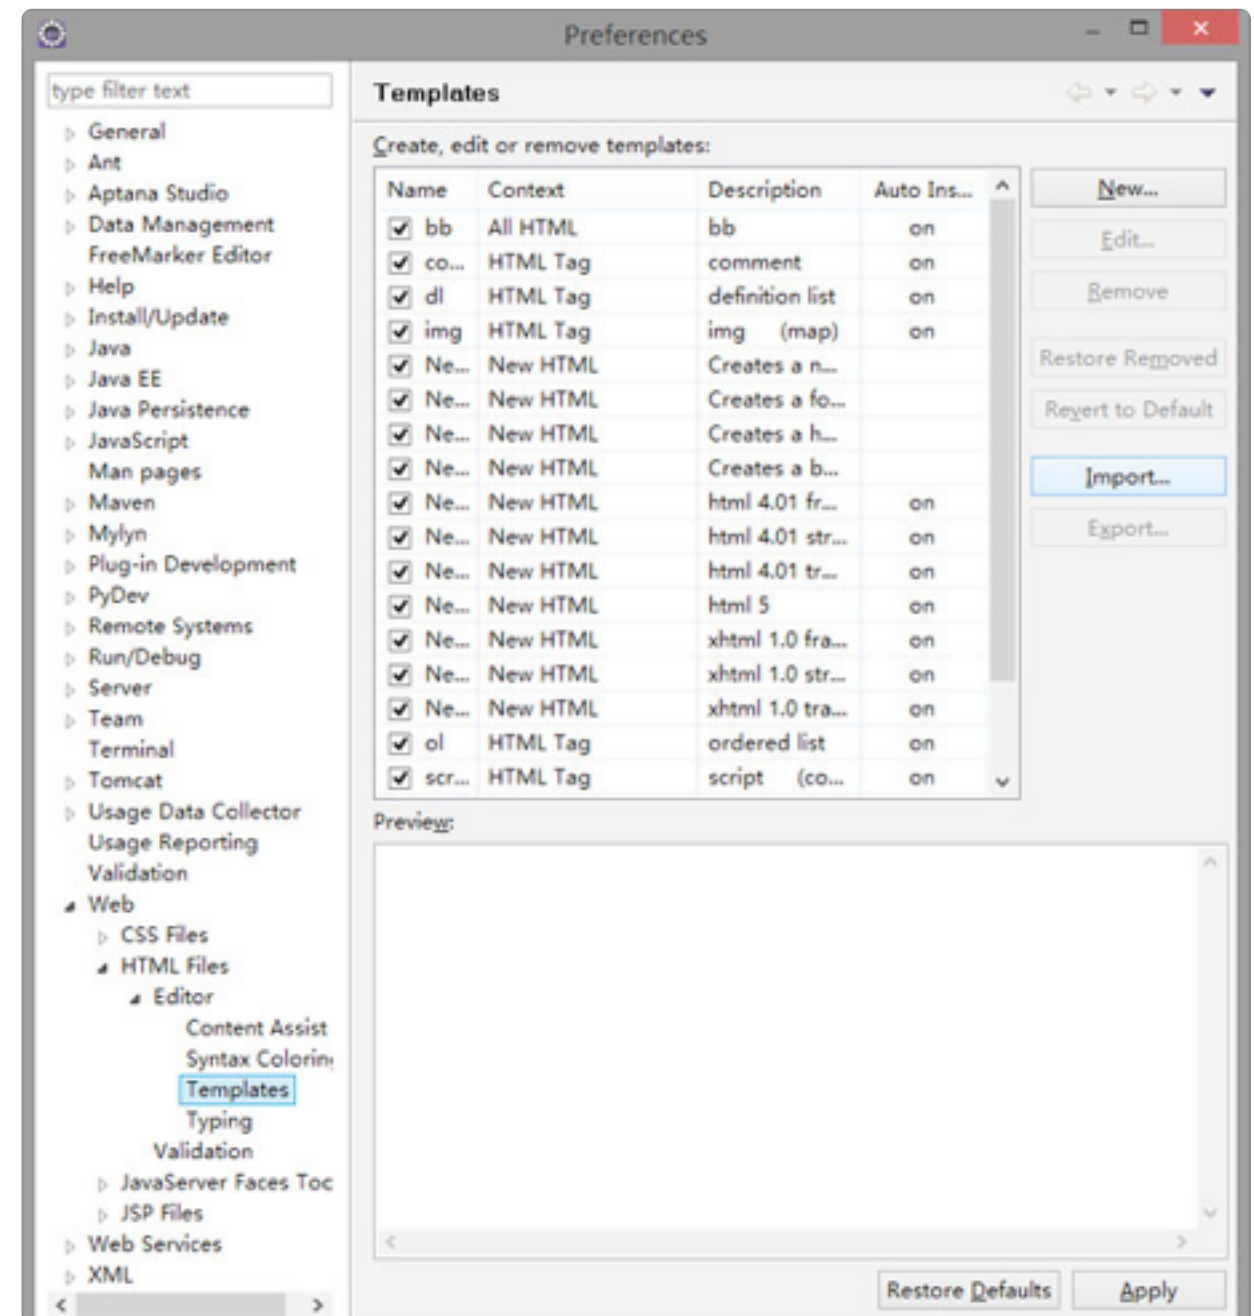 Preferences
type filter text
General
Ant
Aptana Studio
Data Management
FreeMarker Editor
Help
Install/Update
Java
Java EE
Java Persistence
JavaScript
Man pages
Maven
Mylyn
Plug-in Development
PyDev
Remote Systems
Run/Debug
Server
Team
Terminal
Tomcat
Usage Data Collector
Usage Reporting
Validation
Web
CSS Files
HTML Files
Editor
Content Assist
Syntax Coloring
Templates
Typing
Validation
JavaServer Faces Toc
JSP Files
Web Services
XML
Templates
Create, edit or remove templates:
Name Context Description Auto Ins...
bb All HTML bb on
co... HTML Tag comment on
dl HTML Tag definition list on
img HTML Tag img (map) on
Ne... New HTML Creates a n...
Ne... New HTML Creates a fo...
Ne... New HTML Creates a h...
Ne... New HTML Creates a b...
Ne... New HTML html 4.01 fr... on
Ne... New HTML html 4.01 str... on
Ne... New HTML html 4.01 tr... on
Ne... New HTML html 5 on
Ne... New HTML xhtml 1.0 fra... on
Ne... New HTML xhtml 1.0 str... on
Ne... New HTML xhtml 1.0 tra... on
ol HTML Tag ordered list on
scr... HTML Tag script (co... on
New...
Edit...
Remove
Restore Removed
Revert to Default
Import...
Export...
Preview:
Restore Defaults
Apply